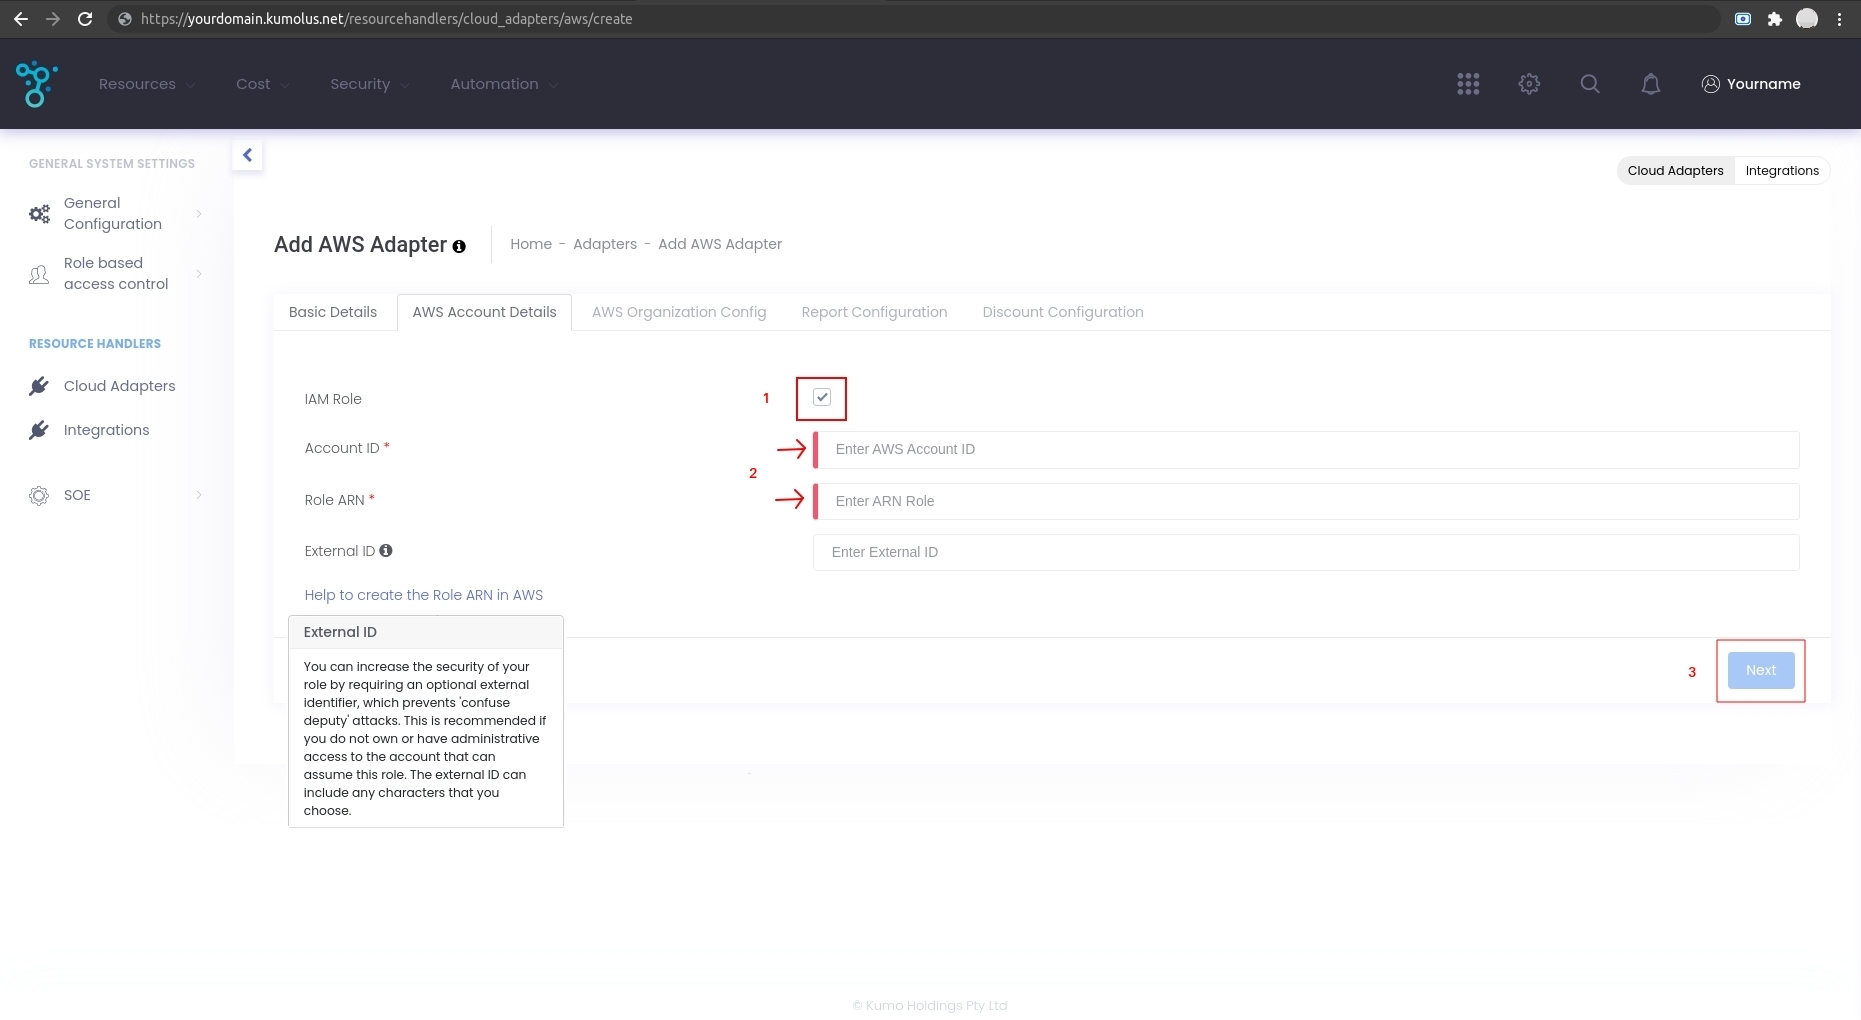 https://yourdomain.kumolus.net/resourcehandlers/cloud_adapters/aws/create
Resources Cost Security Automation Yourname
GENERAL SYSTEM SETTINGS
General
Configuration
Role based
access control
RESOURCE HANDLERS
Cloud Adapters
Integrations
SOE
Cloud Adapters Integrations
Add AWS Adapter Home - Adapters - Add AWS Adapter
Basic Details AWS Account Details AWS Organization Config Report Configuration Discount Configuration
IAM Role 1
Account ID * Enter AWS Account ID
2
Role ARN * Enter ARN Role
External ID Enter External ID
Help to create the Role ARN in AWS
External ID
You can increase the security of your
role by requiring an optional external
identifier, which prevents 'confuse
deputy' attacks. This is recommended if
you do not own or have administrative
access to the account that can
assume this role. The external ID can
include any characters that you
choose.
3 Next
© Kumo Holdings Pty Ltd